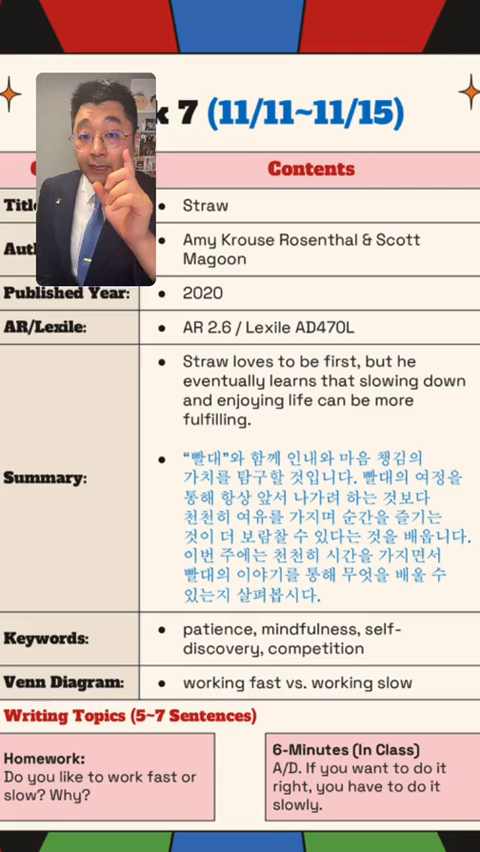 k 7 (11/11~11/15)
Contents
• Straw
• Amy Krouse Rosenthal & Scott
Magoon
Published Year:
• 2020
AR/Lexile:
• AR 2.6 / Lexile AD470L
Summary:
• Straw loves to be first, but he
eventually learns that slowing down
and enjoying life can be more
fulfilling.
• “빨대”와 함께 인내와 마음 챙김의
가치를 탐구할 것입니다. 빨대의 여정을
통해 항상 앞서 나가려 하는 것보다
천천히 여유를 가지며 순간을 즐기는
것이 더 보람찰 수 있다는 것을 배웁니다.
이번 주에는 천천히 시간을 가지면서
빨대의 이야기를 통해 무엇을 배울 수
있는지 살펴봅시다.
Keywords:
• patience, mindfulness, self-
discovery, competition
Venn Diagram:
• working fast vs. working slow
Writing Topics (5~7 Sentences)
Homework:
Do you like to work fast or
slow? Why?
6-Minutes (In Class)
A/D. If you want to do it
right, you have to do it
slowly.